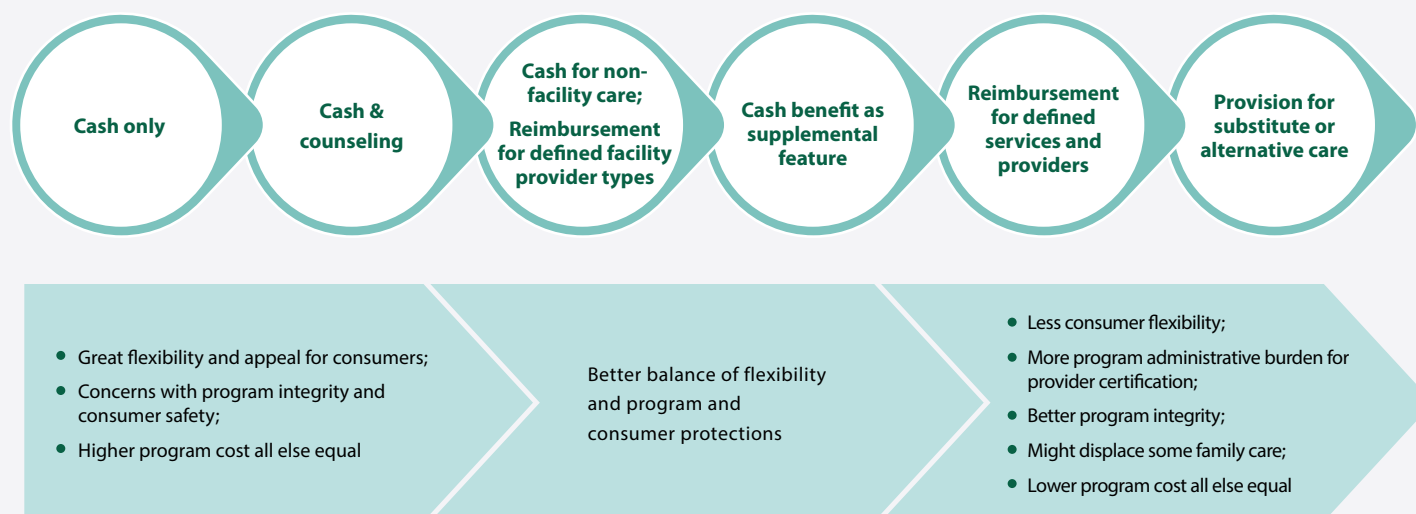 Cash only
Cash &
counseling
Cash for non-
facility care;
Reimbursement
for defined facility
provider types
Cash benefit as
supplemental
feature
Reimbursement
for defined
services and
providers
Provision for
substitute or
alternative care
• Great flexibility and appeal for consumers;
• Concerns with program integrity and
consumer safety;
• Higher program cost all else equal
Better balance of flexibility
and program and
consumer protections
• Less consumer flexibility;
• More program administrative burden for
provider certification;
• Better program integrity;
• Might displace some family care;
• Lower program cost all else equal